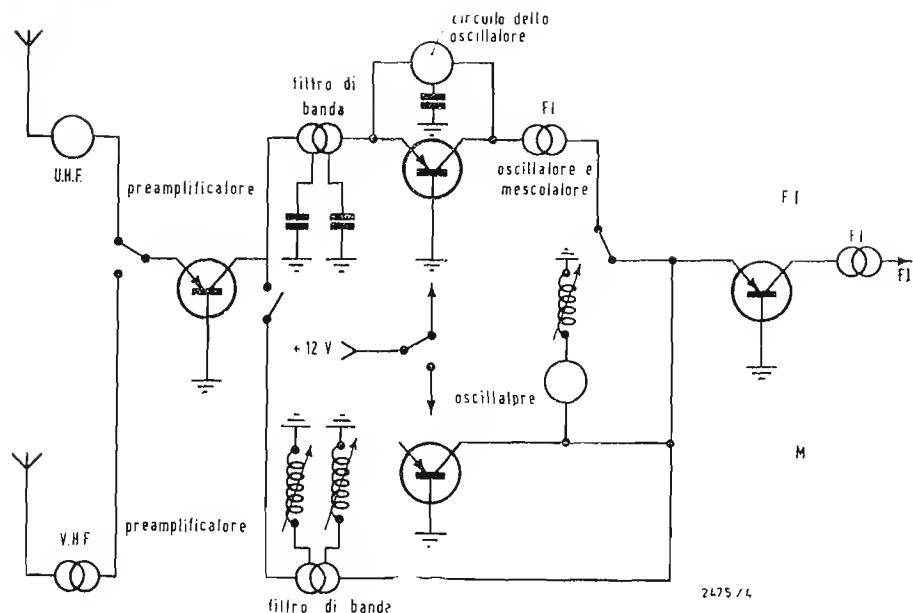 circuito dello
oscillatore
filtro di
banda
FI
U.H.F.
preamplificatore
oscillatore e
mescolatore
FI
FI
FI
+ 12 V
oscillatpre
M
preamplificatore
V.H.F
filtro di banda
2475/4